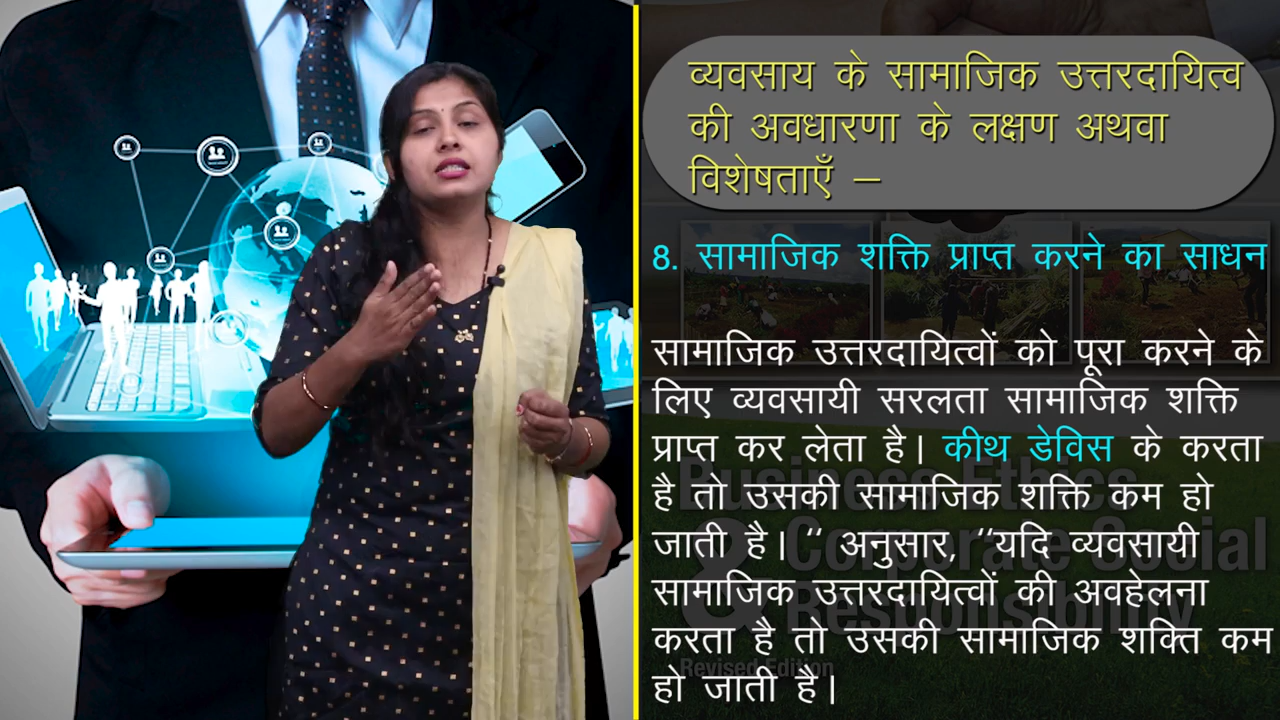 व्यवसाय के सामाजिक उत्तरदायित्व
की अवधारणा के लक्षण अथवा
विशेषताएँ –
8. सामाजिक शक्ति प्राप्त करने का साधन
सामाजिक उत्तरदायित्वों को पूरा करने के
लिए व्यवसायी सरलता सामाजिक शक्ति
प्राप्त कर लेता है। कीथ डेविस के करता
है तो उसकी सामाजिक शक्ति कम हो
जाती है। “ अनुसार, “यदि व्यवसायी
सामाजिक उत्तरदायित्वों की अवहेलना
करता है तो उसकी सामाजिक शक्ति कम
हो जाती है।
Business Ethics
& Corporate Social
Responsibility
Revised Edition